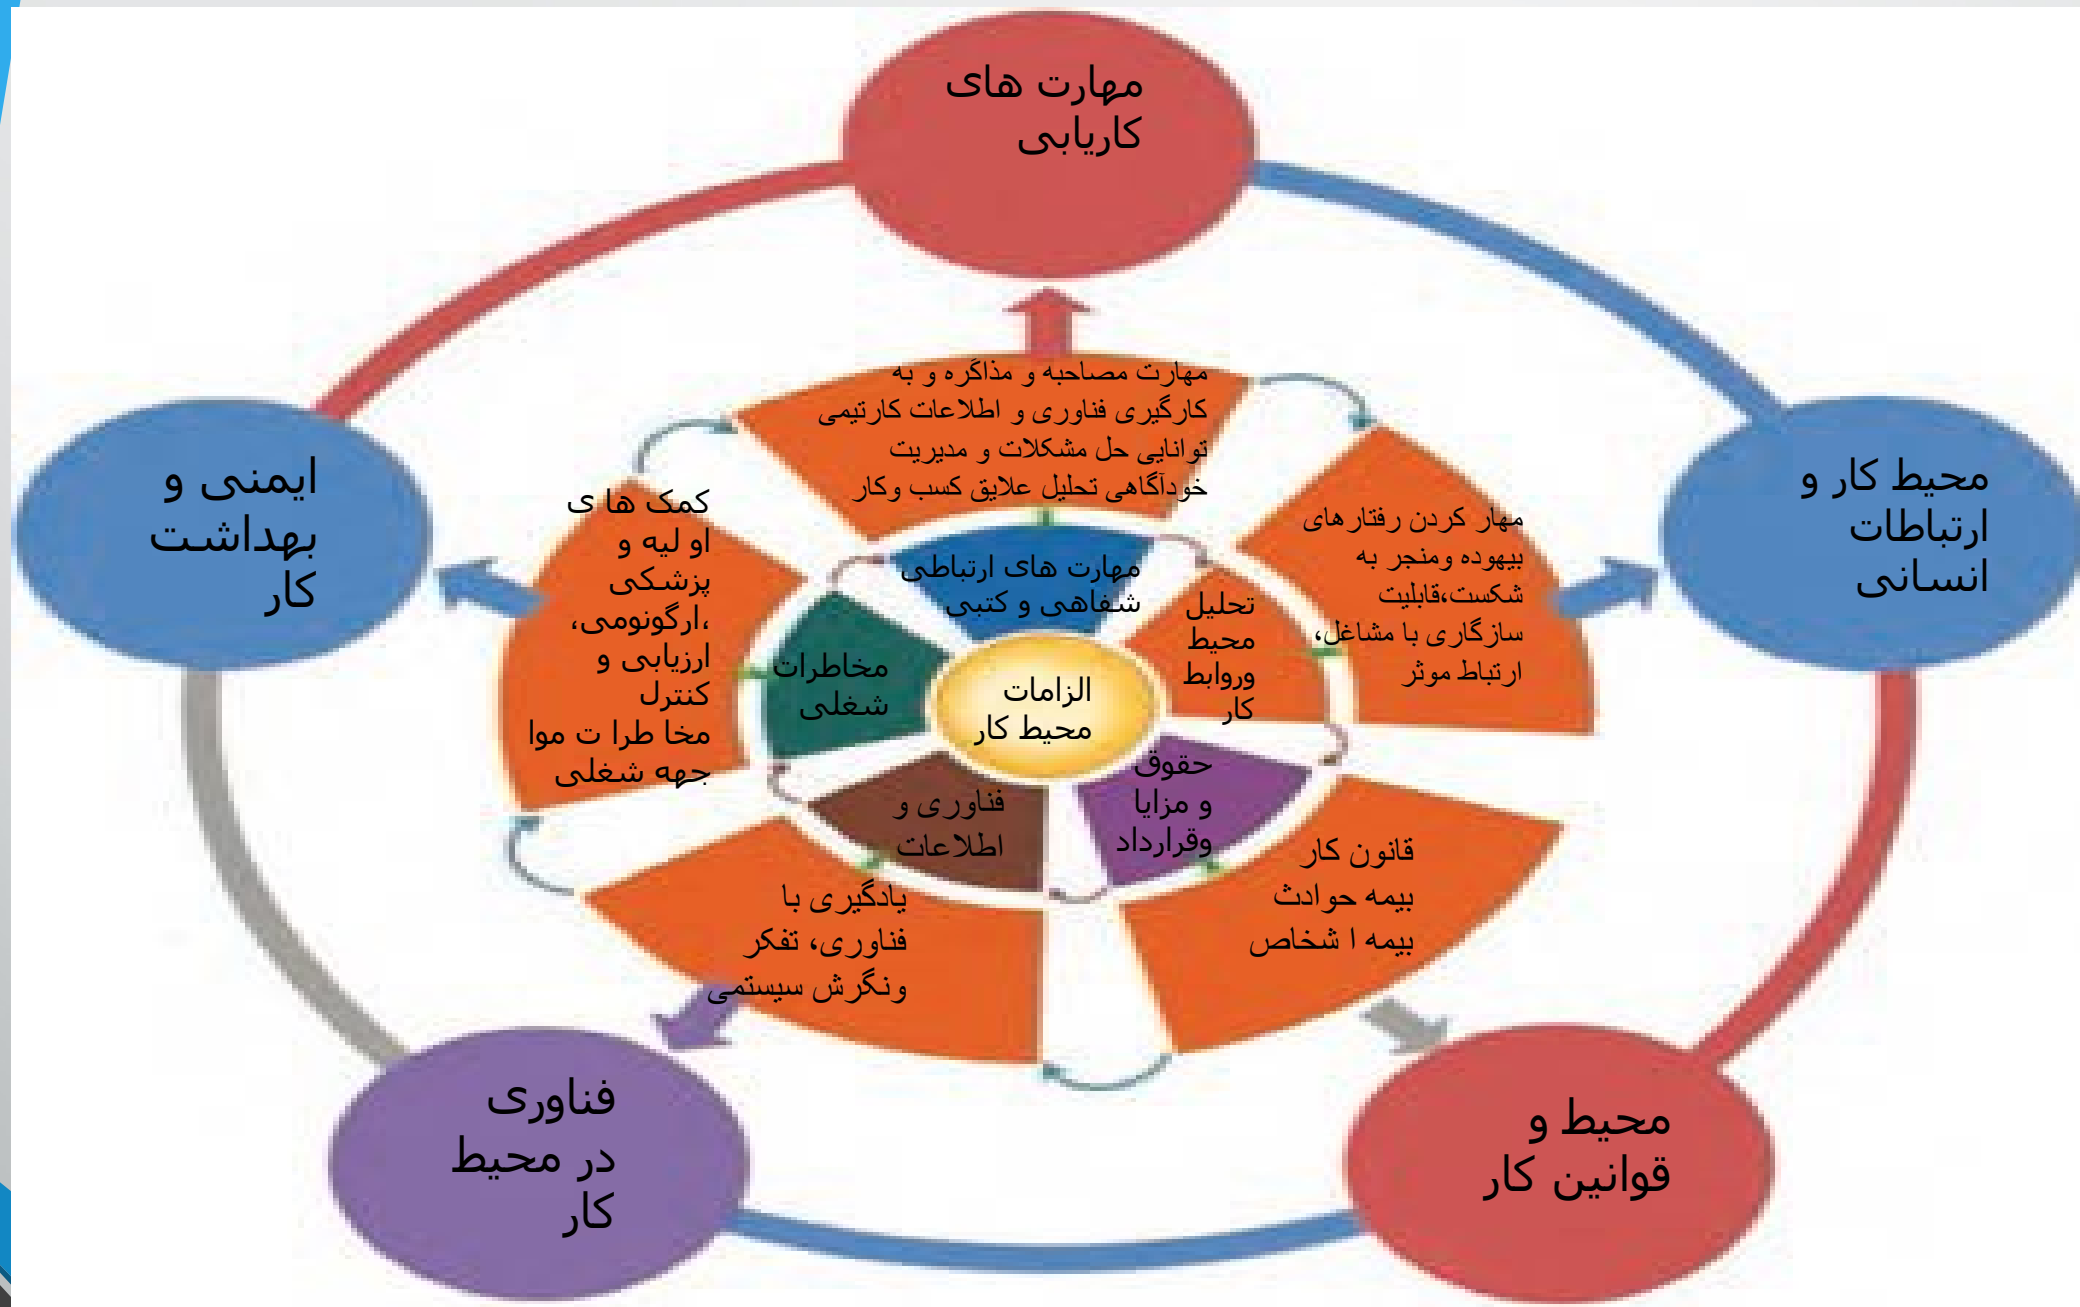 مهارت های
کاریابی
محیط کار و
ارتباطات
انسانی
محیط و
قوانین کار
فناوری
در محیط
کار
ایمنی و
بهداشت
کار
مهارت مصاحبه و مذاگره و به
کارگیری فناوری و اطلاعات کارتیمی
توانایی حل مشکلات و مدیریت
خودآگاهی تحلیل علایق کسب وکار
مهار کردن رفتارهای
بیهوده ومنجر به
شکست،قابلیت
سازگاری با مشاغل،
ارتباط موثر
قانون کار
بیمه حوادث
بیمه ا شخاص
یادگیری با
فناوری، تفکر
ونگرش سیستمی
کمک ها ی
او لیه و
پزشکی
،ارگونومی،
ارزیابی و
کنترل
مخا طرا ت موا
جهه شغلی
مهارت های ارتباطی
شفاهی و کتبی
تحلیل
محیط
وروابط
کار
حقوق
و مزایا
وقرارداد
فناوری و
اطلاعات
مخاطرات
شغلی
الزامات
محیط کار